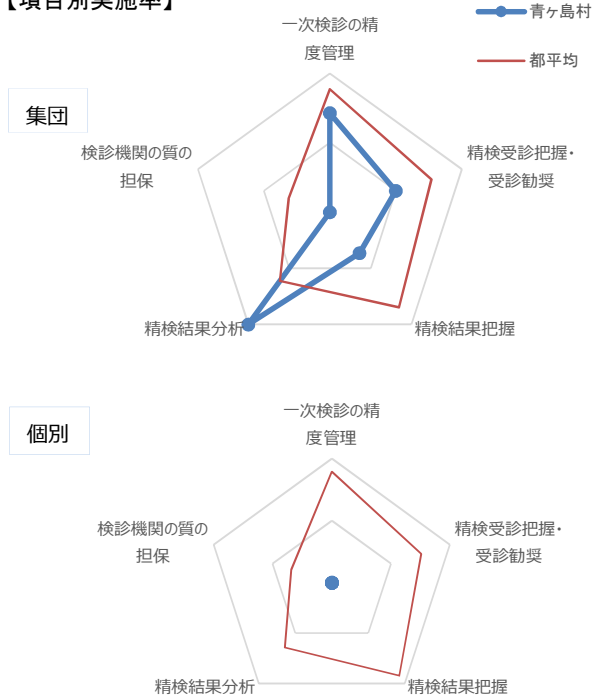 【項目別実施率】
青ヶ島村
都平均
集団
一次検診の精
度管理
精検受診把握・
受診勧奨
精検結果把握
精検結果分析
検診機関の質の
担保
個別
一次検診の精
度管理
精検受診把握・
受診勧奨
精検結果把握
精検結果分析
検診機関の質の
担保